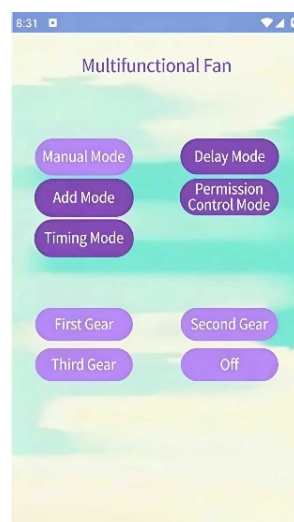 8:31
Multifunctional Fan
Manual Mode
Delay Mode
Add Mode
Permission
Control Mode
Timing Mode
First Gear
Second Gear
Third Gear
Off